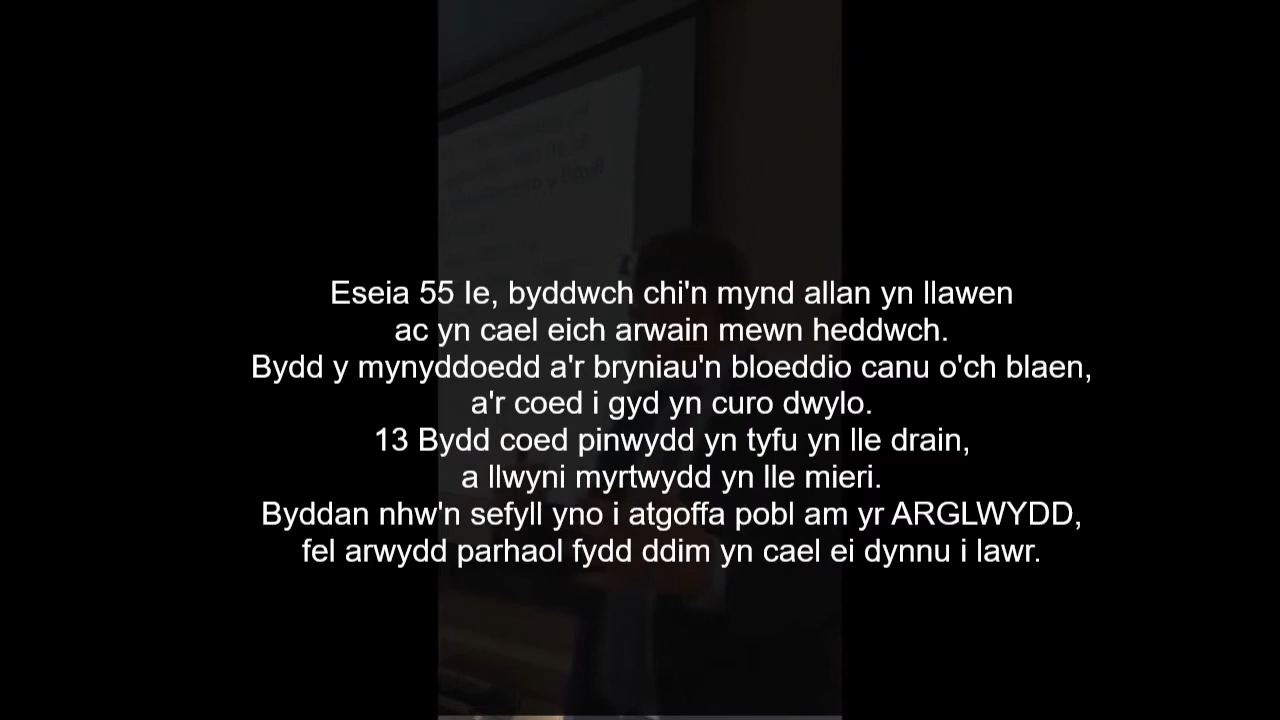 Eseia 55 Ie, byddwch chi'n mynd allan yn llawen
ac yn cael eich arwain mewn heddwch.
Bydd y mynyddoedd a'r bryniau'n bloeddio canu o'ch blaen,
a'r coed i gyd yn curo dwylo.
13 Bydd coed pinwydd yn tyfu yn lle drain,
a llwyni myrtwydd yn lle mieri.
Byddan nhw'n sefyll yno i atgoffa pobl am yr ARGLWYDD,
fel arwydd parhaol fydd ddim yn cael ei dynnu i lawr.